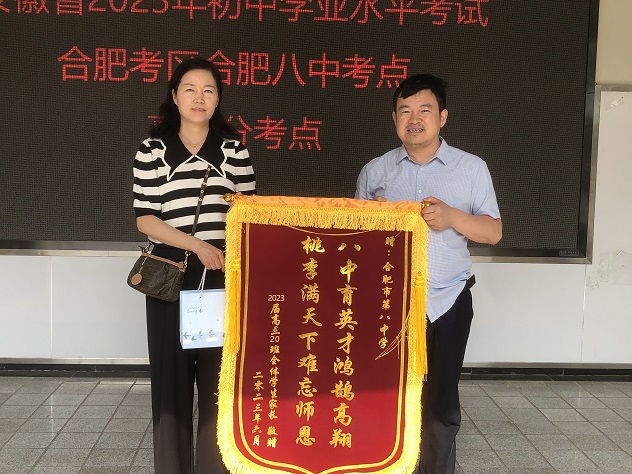 安徽省2023年初中学业水平考试
合肥考区合肥八中考点
分考点
赠：合肥市第八中学
八中育英才鸿鹄高翔
桃李满天下难忘师恩
2023届高三20班全体学生家长 敬赠
二零二三年六月